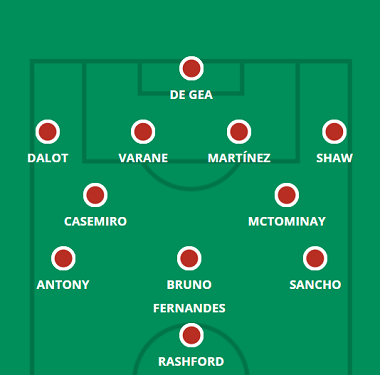 DE GEA
DALOT VARANE MARTÍNEZ SHAW
CASEMIRO MCTOMINAY
ANTONY BRUNO FERNANDES SANCHO
RASHFORD